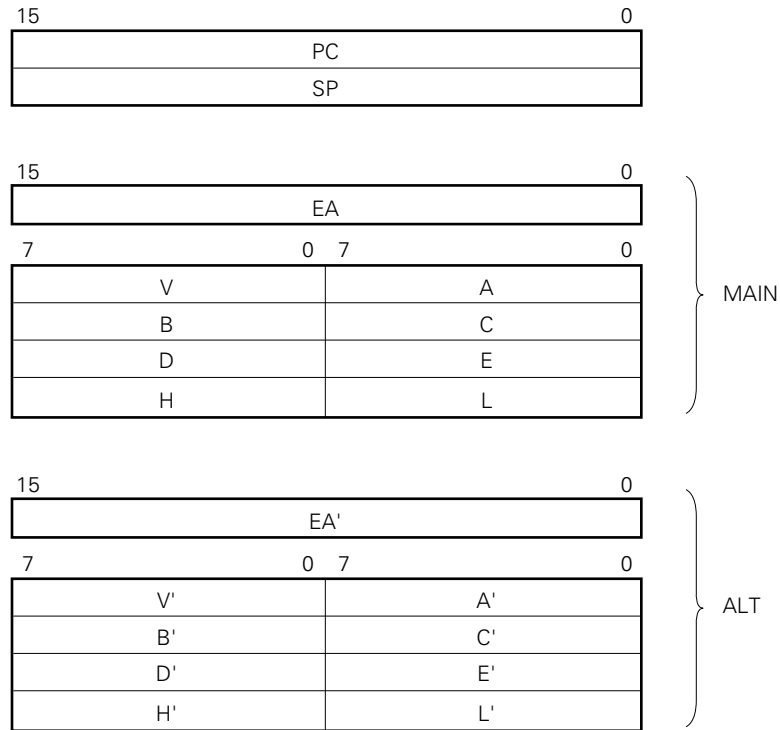 15 0
PC
SP
15 0
EA
7 0 7 0
V A
B C
D E
H L
MAIN
15 0
EA'
7 0 7 0
V' A'
B' C'
D' E'
H' L'
ALT